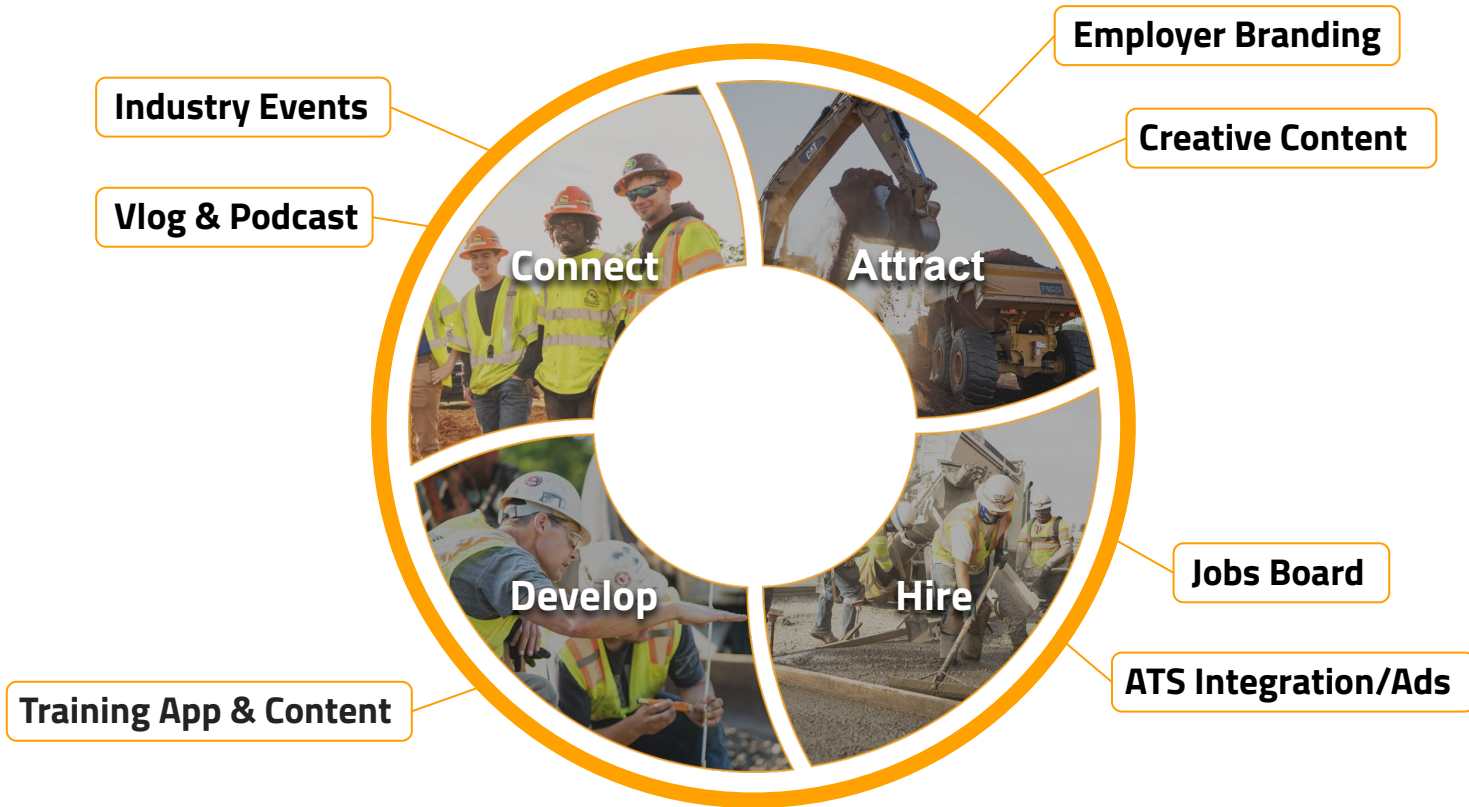 Employer Branding
Industry Events
Creative Content
Vlog & Podcast
CAT
Connect
Attract
Develop
Hire
Jobs Board
ATS Integration/Ads
Training App & Content